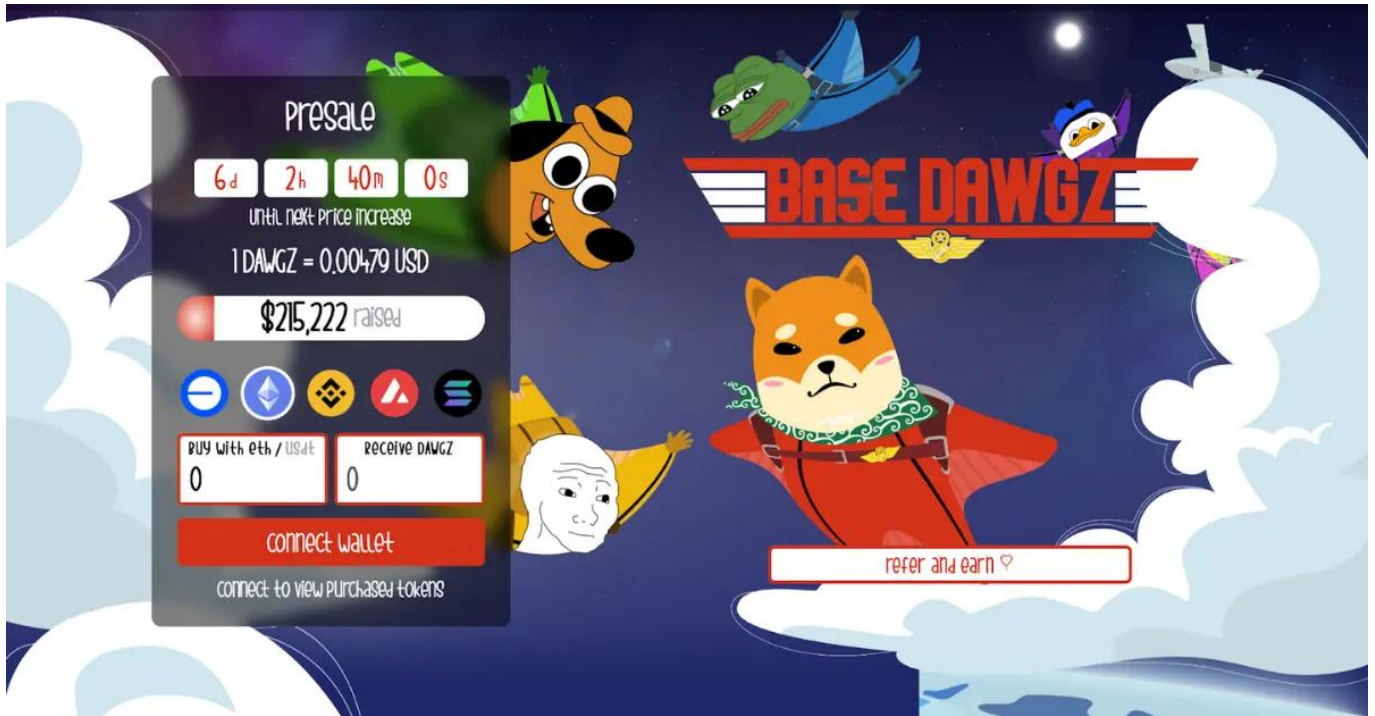 Presale
6d 2h 40m 0s
until next price increase
1 DAWGZ = 0.00479 USD
$215,222 raised
Buy with eth / usdt
0
Receive DAWGZ
0
connect wallet
connect to view purchased tokens
BASE DAWGZ
refer and earn